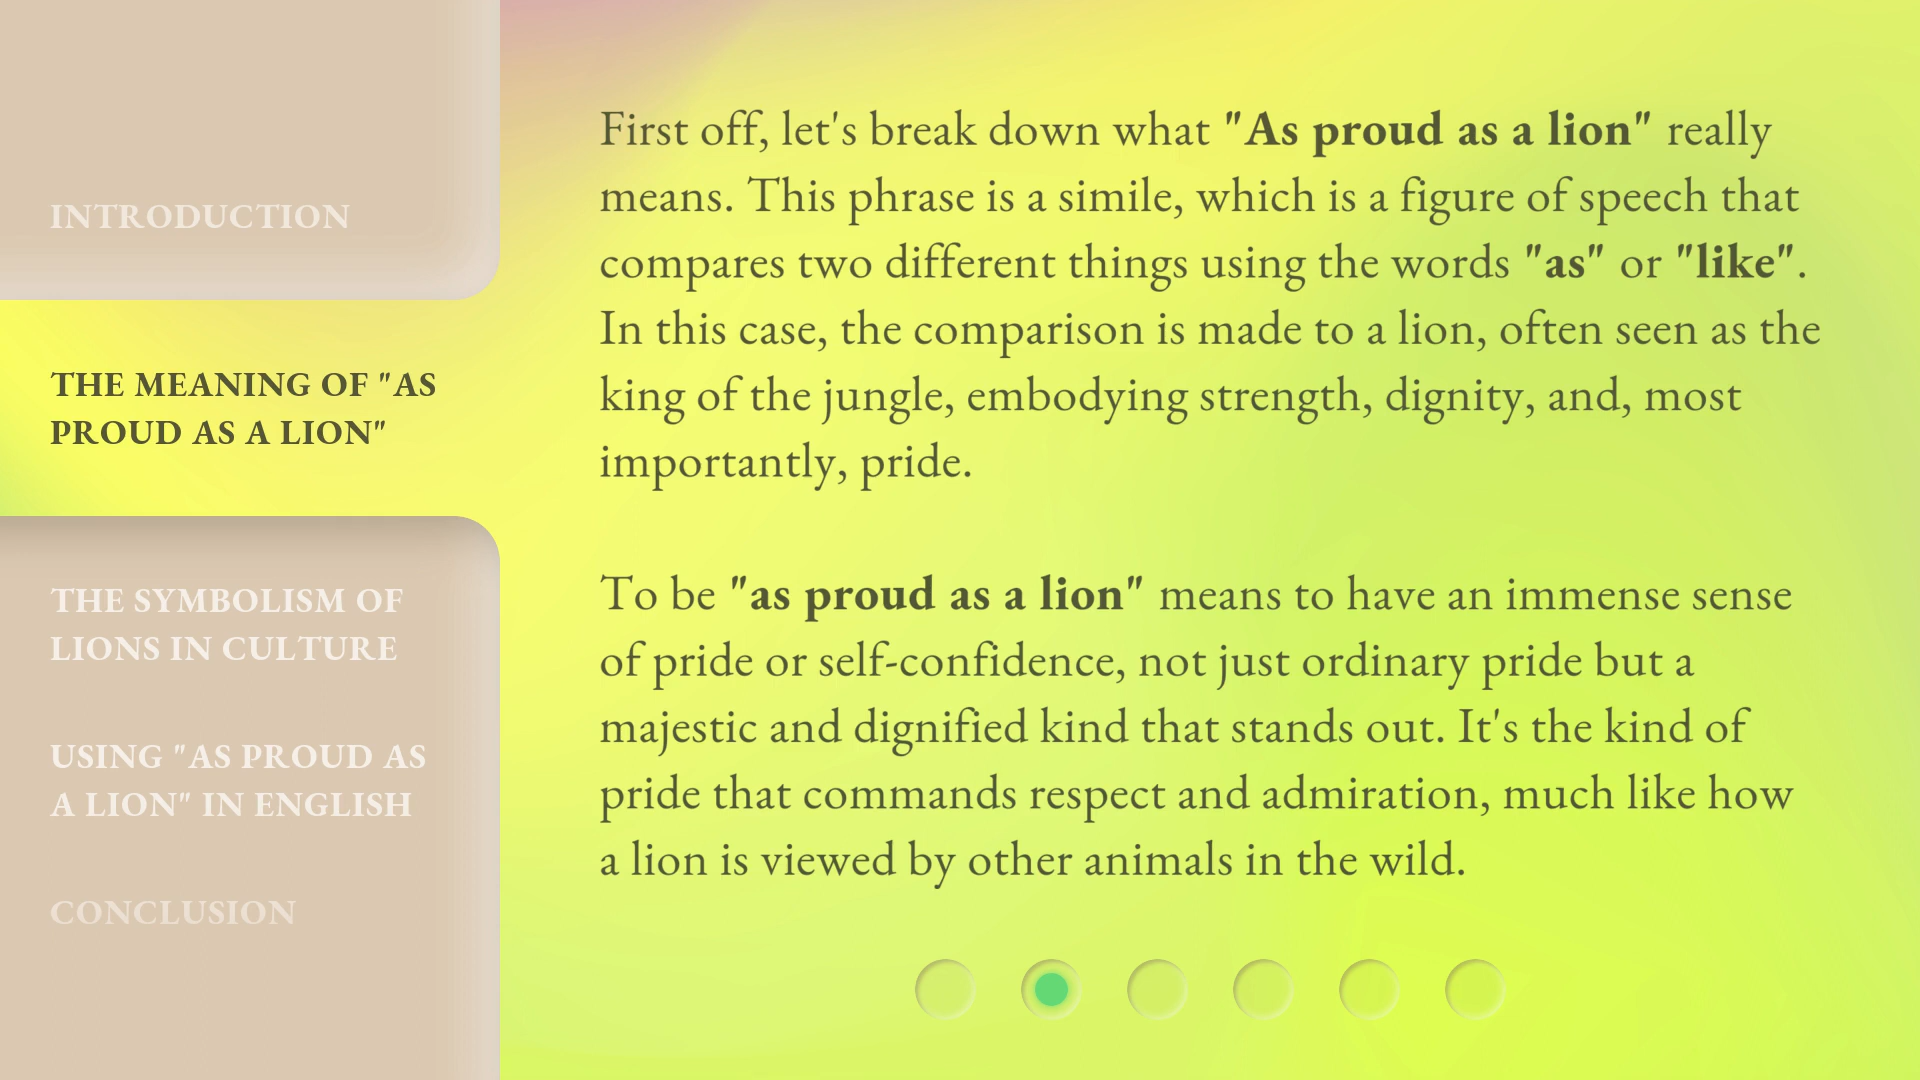 INTRODUCTION
THE MEANING OF "AS
PROUD AS A LION"
THE SYMBOLISM OF
LIONS IN CULTURE
USING "AS PROUD AS
A LION" IN ENGLISH
CONCLUSION
First off, let's break down what "As proud as a lion" really
means. This phrase is a simile, which is a figure of speech that
compares two different things using the words "as" or "like".
In this case, the comparison is made to a lion, often seen as the
king of the jungle, embodying strength, dignity, and, most
importantly, pride.
To be "as proud as a lion" means to have an immense sense
of pride or self-confidence, not just ordinary pride but a
majestic and dignified kind that stands out. It's the kind of
pride that commands respect and admiration, much like how
a lion is viewed by other animals in the wild.